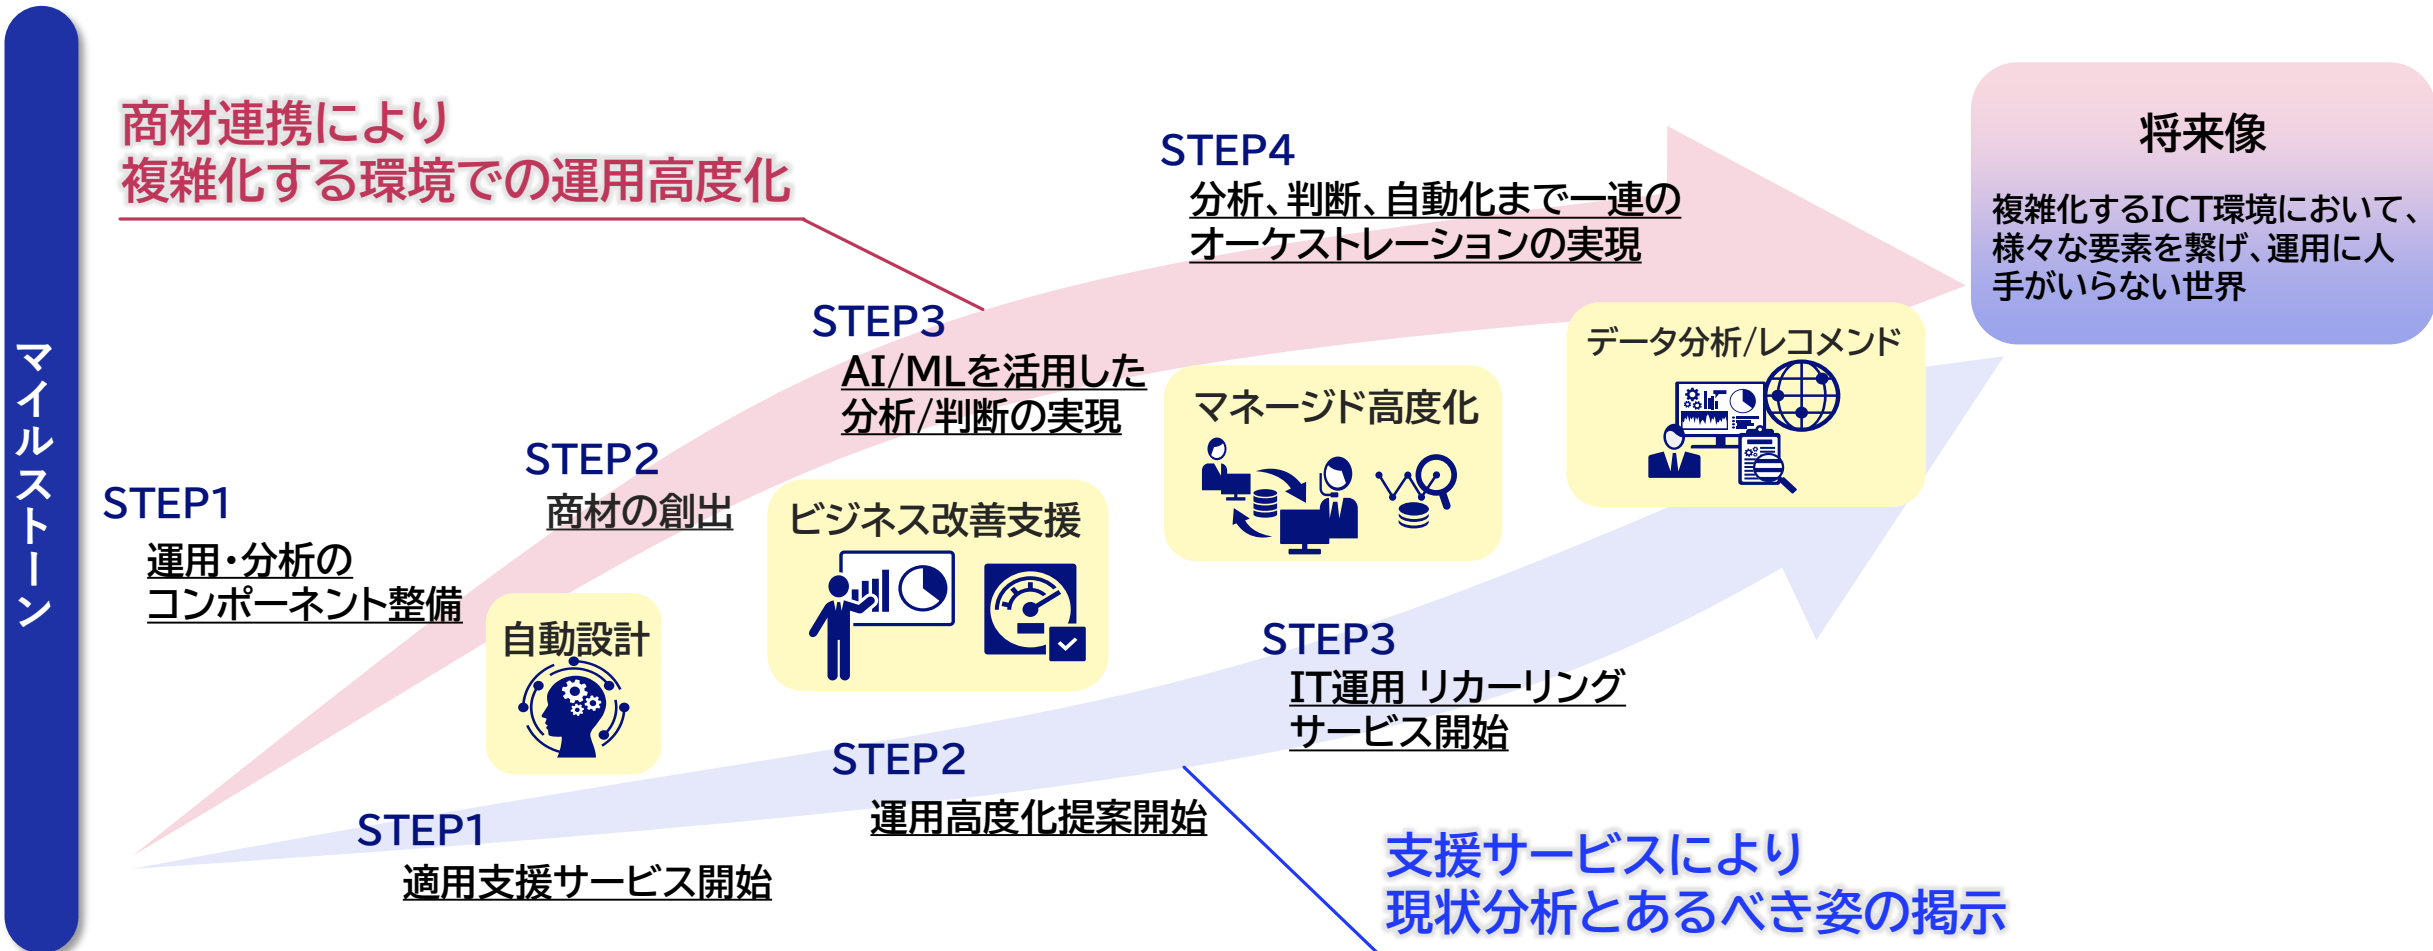 マイルストーン
商材連携により
複雑化する環境での運用高度化
STEP1
運用・分析の
コンポーネント整備
STEP2
商材の創出
STEP3
AI/MLを活用した
分析/判断の実現
STEP4
分析、判断、自動化まで一連の
オーケストレーションの実現
将来像
複雑化するICT環境において、
様々な要素を繋げ、運用に人
手がいらない世界
自動設計
ビジネス改善支援
マネージド高度化
データ分析/レコメンド
STEP1
適用支援サービス開始
STEP2
運用高度化提案開始
STEP3
IT運用 リカーリング
サービス開始
支援サービスにより
現状分析とあるべき姿の掲示